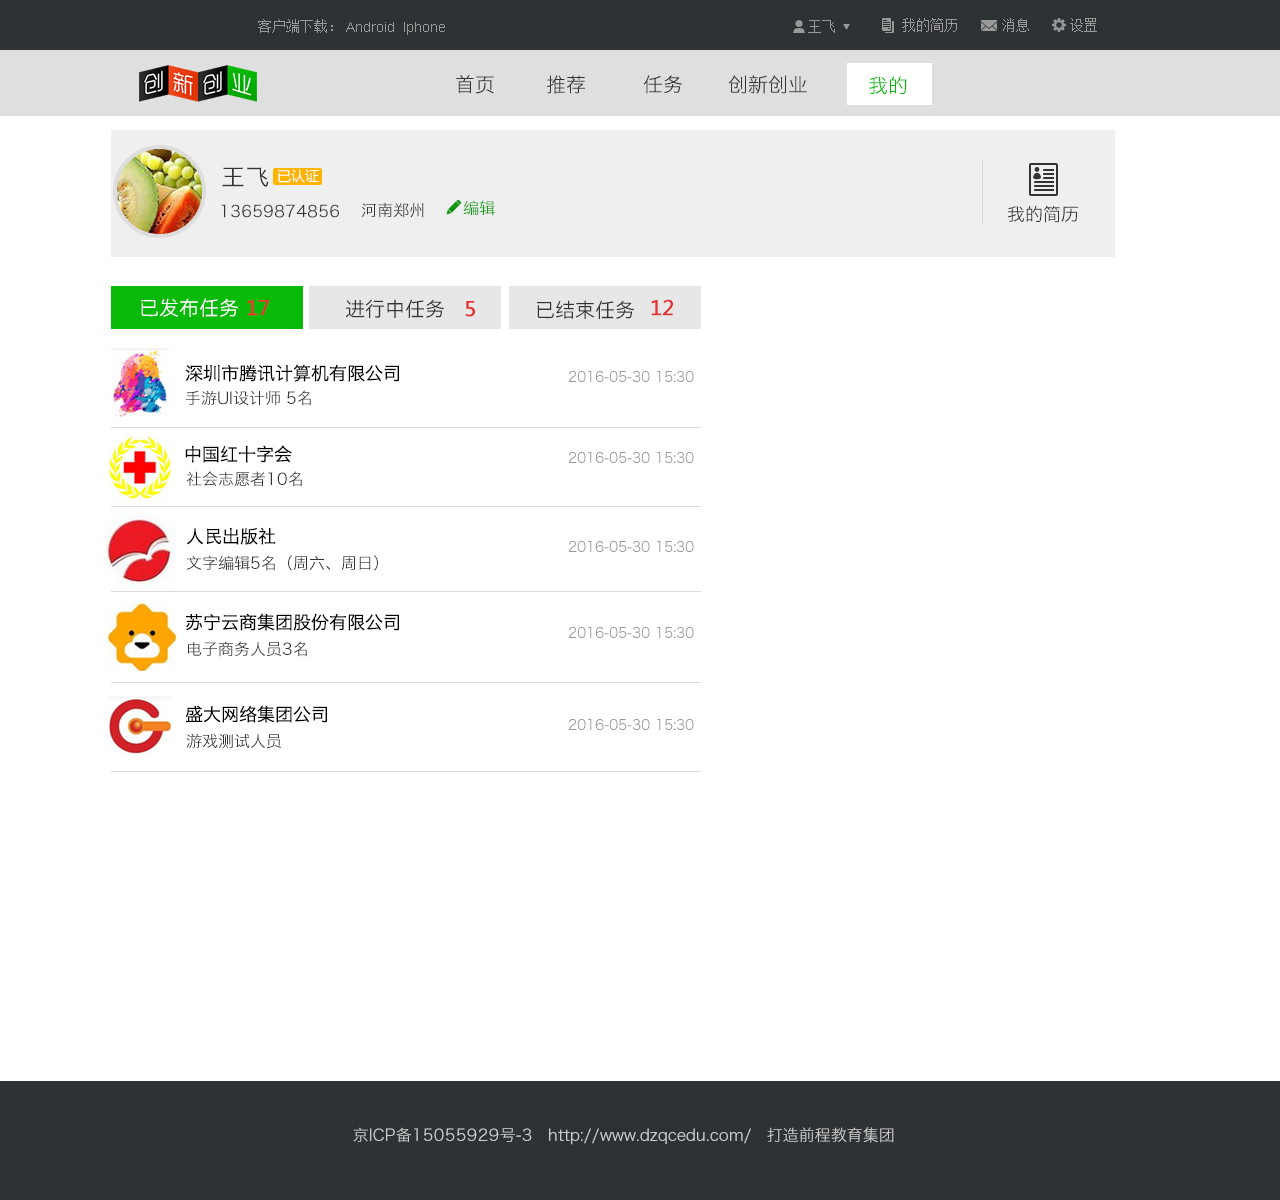 客户端下载： Android Iphone 王飞 ▼ 我的简历 消息 设置
创新创业 首页 推荐 任务 创新创业 我的
王飞 已认证
13659874856 河南郑州 编辑 我的简历
已发布任务 17 进行中任务 5 已结束任务 12
深圳市腾讯计算机有限公司 2016-05-30 15:30
手游UI设计师 5名
中国红十字会 2016-05-30 15:30
社会志愿者10名
人民出版社 2016-05-30 15:30
文字编辑5名（周六、周日）
苏宁云商集团股份有限公司 2016-05-30 15:30
电子商务人员3名
盛大网络集团公司 2016-05-30 15:30
游戏测试人员
京ICP备15055929号-3 http://www.dzqcedu.com/ 打造前程教育集团